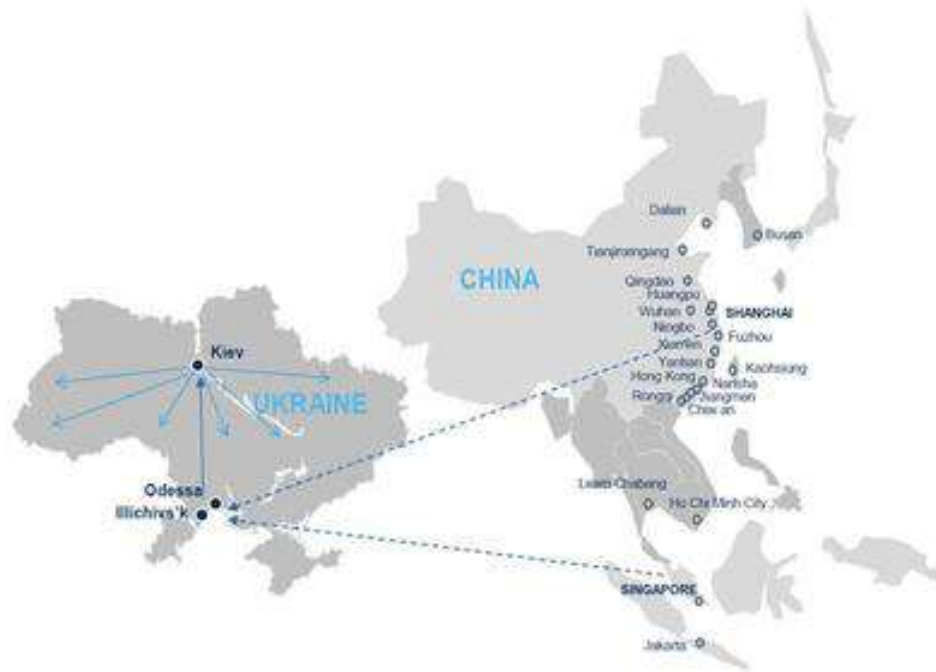 Dalian
Busan
Tianjinxingang
CHINA
Qingdao
Huangpu
Wuhan
SHANGHAI
Ningbo
Fuzhou
Xiamen
Kiev
Yantian
Kaohsiung
Hong Kong
Nansha
UKRAINE
Rongqi
Jiangmen
Chiwan
Laem Chabang
Odessa
Ho Chi Minh City
Illichivs'k
SINGAPORE
Jakarta